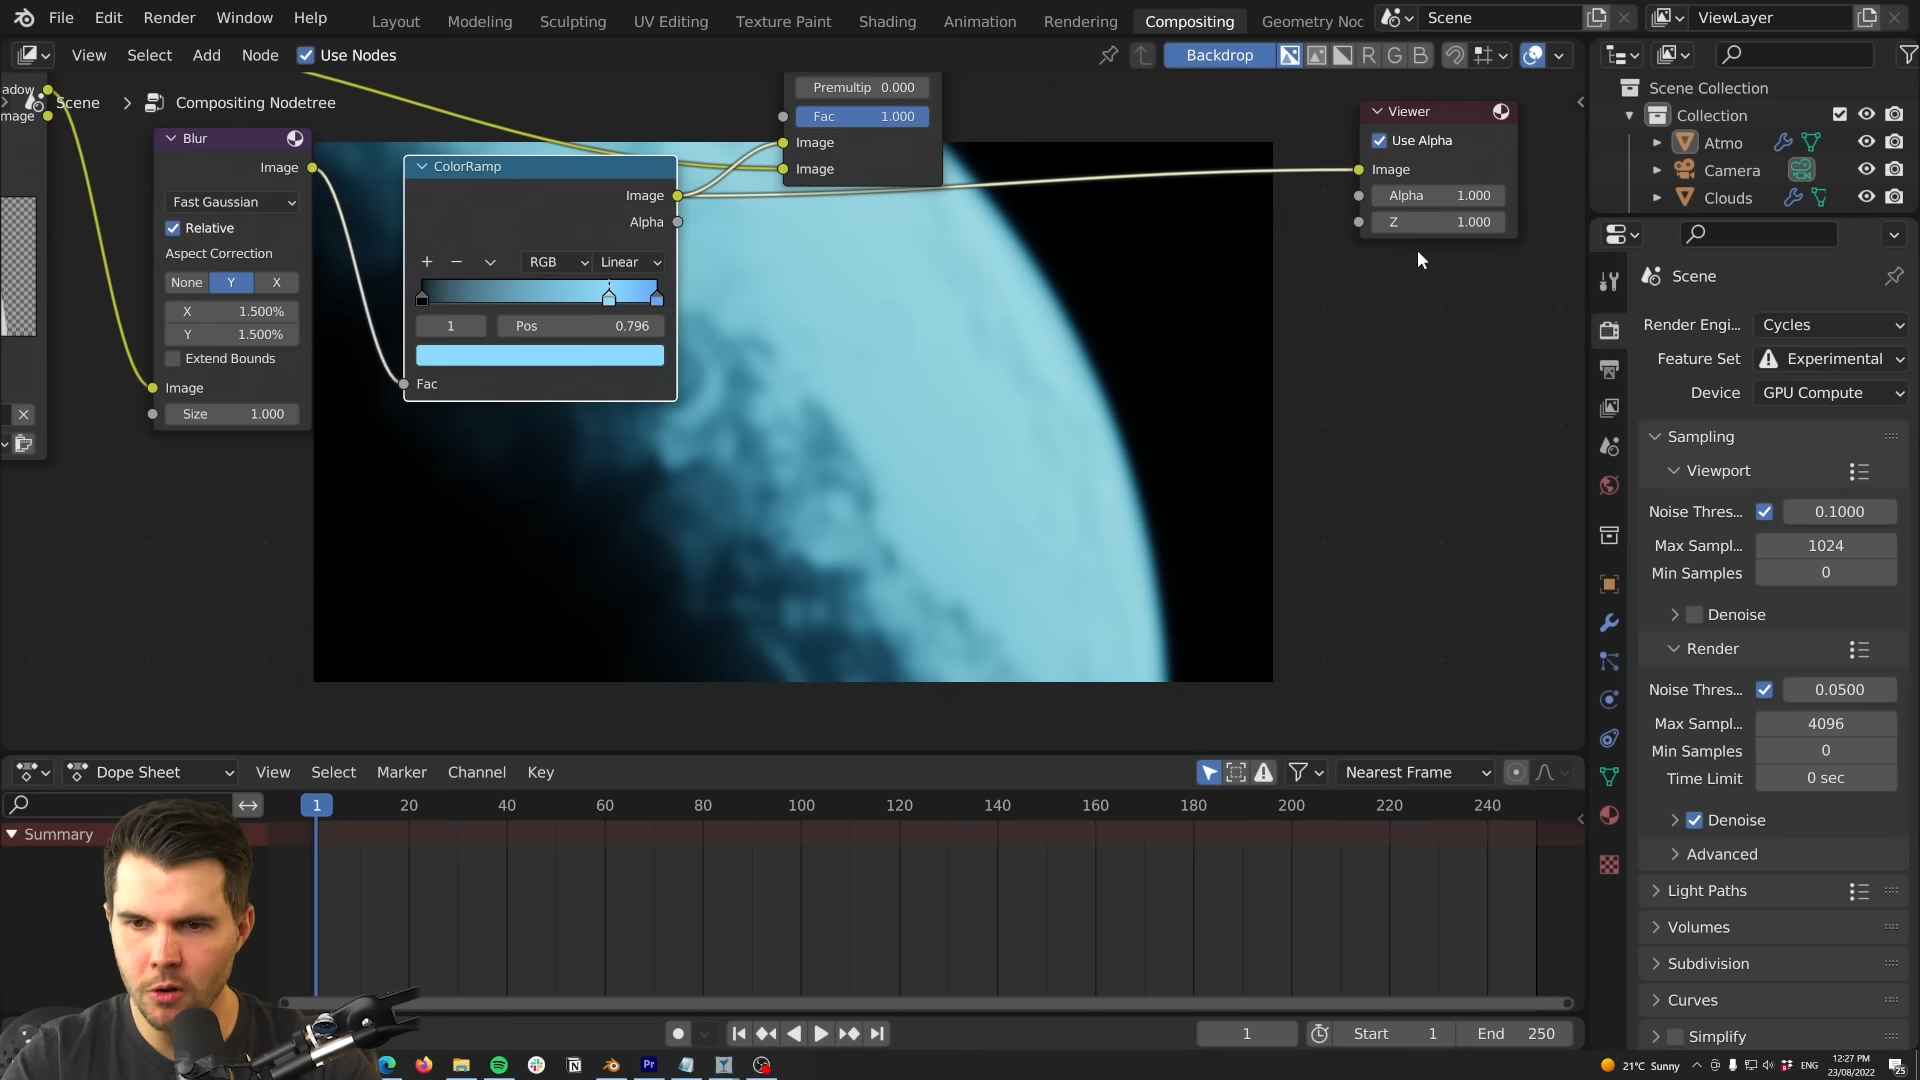 File Edit Render Window Help Layout Modeling Sculpting UV Editing Texture Paint Shading Animation Rendering Compositing Geometry Noc Scene ViewLayer
View Select Add Node Use Nodes Backdrop R G B
adow
mage
Scene > Compositing Nodetree
Blur
Image
Fast Gaussian
Relative
Aspect Correction
None Y X
X 1.500%
Y 1.500%
Extend Bounds
Image
Size 1.000
ColorRamp
Image
Alpha
+ − RGB Linear
1 Pos 0.796
Fac
Premultip 0.000
Fac 1.000
Image
Image
Viewer
Use Alpha
Image
Alpha 1.000
Z 1.000
Scene Collection
Collection
Atmo
Camera
Clouds
Scene
Render Engi... Cycles
Feature Set Experimental
Device GPU Compute
Sampling
Viewport
Noise Thres... 0.1000
Max Sampl... 1024
Min Samples 0
Denoise
Render
Noise Thres... 0.0500
Max Sampl... 4096
Min Samples 0
Time Limit 0 sec
Denoise
Advanced
Light Paths
Volumes
Subdivision
Curves
Simplify
Dope Sheet View Select Marker Channel Key Nearest Frame
1 20 40 60 80 100 120 140 160 180 200 220 240
Summary
1 Start 1 End 250
Pr 21°C Sunny ENG 12:27 PM
23/08/2022 25